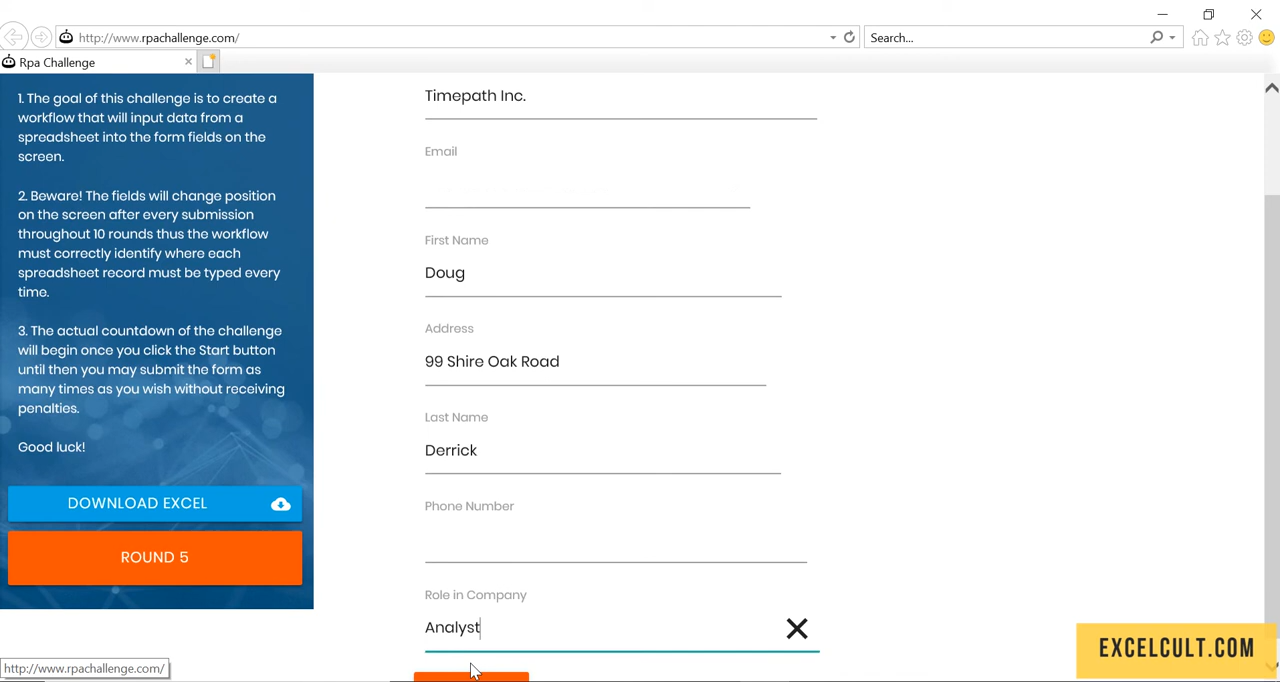 http://www.rpachallenge.com/
Search...
Rpa Challenge
1. The goal of this challenge is to create a
workflow that will input data from a
spreadsheet into the form fields on the
screen.
2. Beware! The fields will change position
on the screen after every submission
throughout 10 rounds thus the workflow
must correctly identify where each
spreadsheet record must be typed every
time.
3. The actual countdown of the challenge
will begin once you click the Start button
until then you may submit the form as
many times as you wish without receiving
penalties.
Good luck!
DOWNLOAD EXCEL
ROUND 5
Timepath Inc.
Email
First Name
Doug
Address
99 Shire Oak Road
Last Name
Derrick
Phone Number
Role in Company
Analyst
http://www.rpachallenge.com/
EXCELCULT.COM